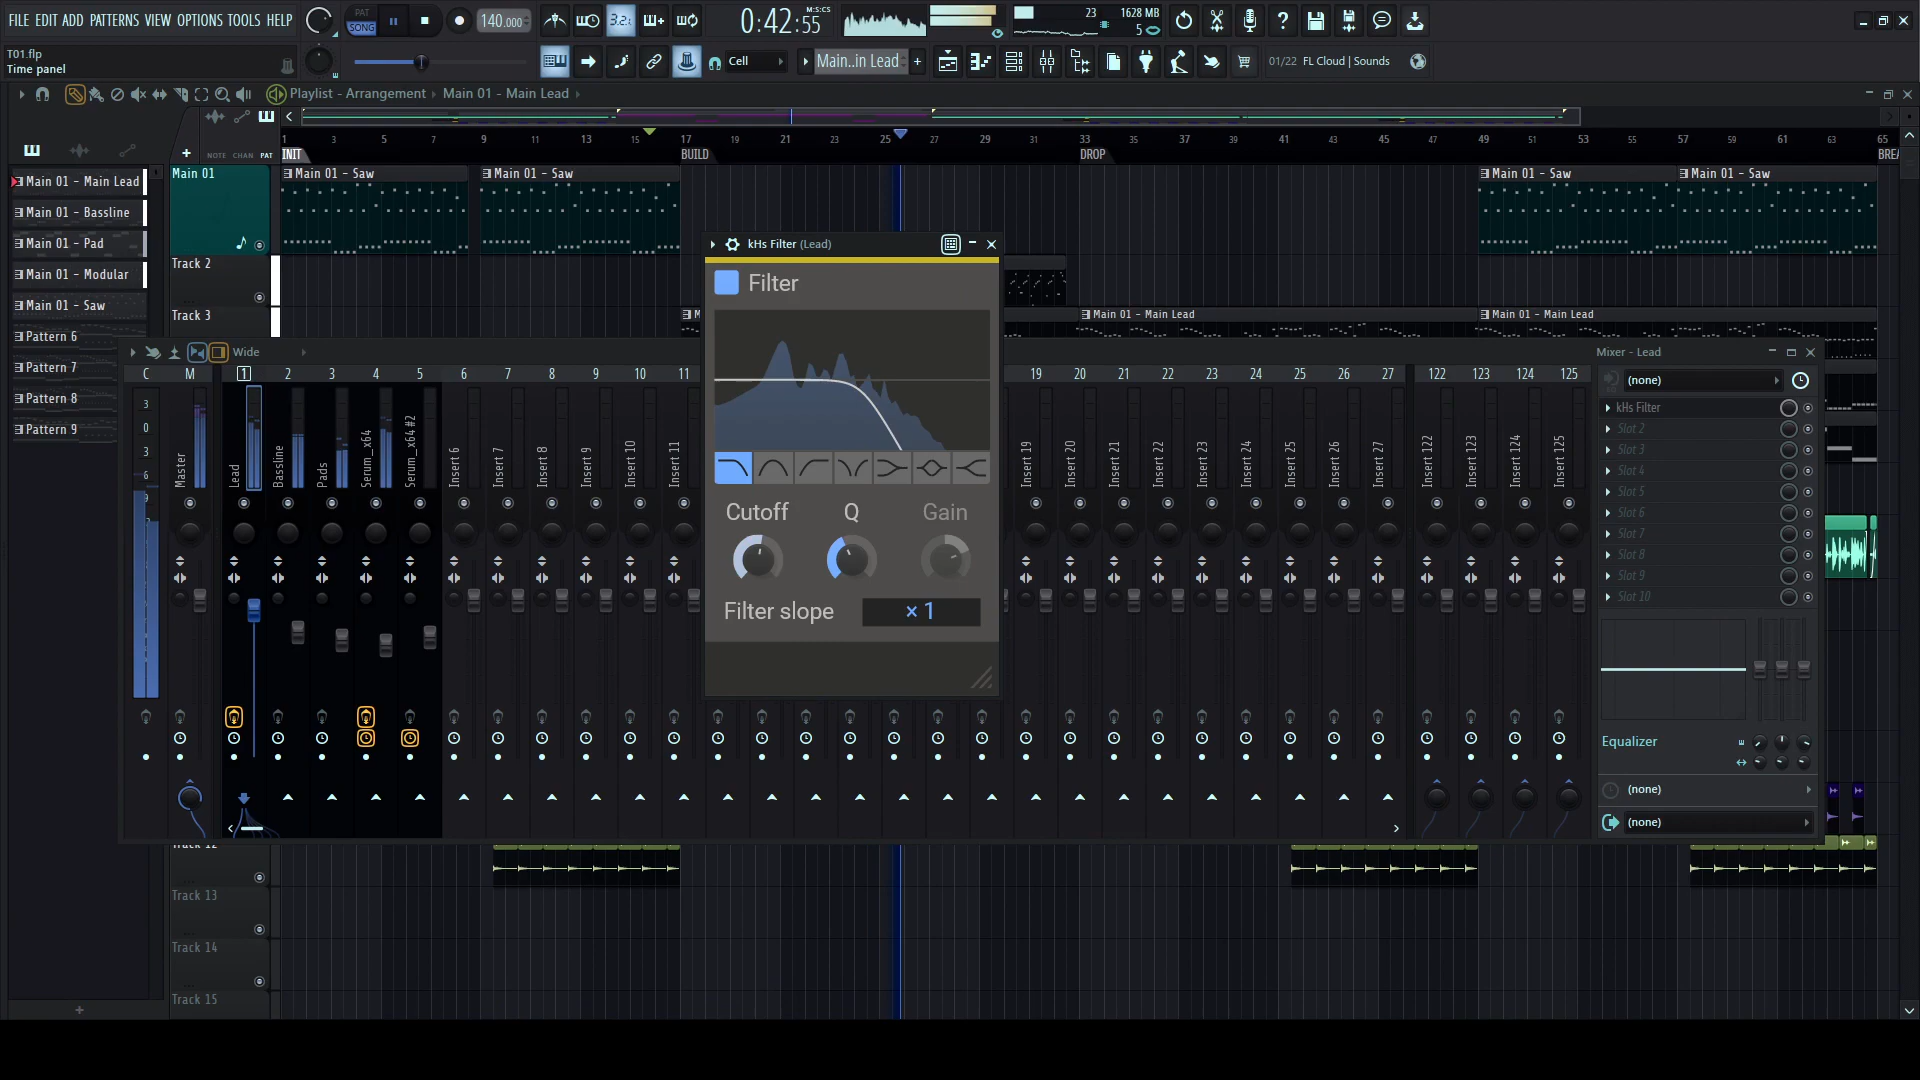 FILE EDIT ADD PATTERNS VIEW OPTIONS TOOLS HELP
PAT
SONG
140.000
3.2.
0:42:55
M:S:CS
23
1628 MB
5
T01.flp
Time panel
Cell
Main..in Lead
01/22 FL Cloud | Sounds
Playlist - Arrangement
Main 01 - Main Lead
NOTE CHAN PAT
1 3 5 7 9 11 13 15 17 19 21 23 25 27 29 31 33 35 37 39 41 43 45 47 49 51 53 55 57 59 61 63 65
INIT
BUILD
DROP
BREA
Main 01 - Main Lead
Main 01 - Bassline
Main 01 - Pad
Main 01 - Modular
Main 01 - Saw
Pattern 6
Pattern 7
Pattern 8
Pattern 9
Main 01
Track 2
Track 3
Main 01 - Saw
Main 01 - Saw
Main 01 - Saw
Main 01 - Saw
Main 01 - Main Lead
Main 01 - Main Lead
kHs Filter (Lead)
Filter
Cutoff
Q
Gain
Filter slope
× 1
Wide
Mixer - Lead
C M 1 2 3 4 5 6 7 8 9 10 11
19 20 21 22 23 24 25 26 27
122 123 124 125
3
0
3
6
9
Master
Lead
Bassline
Pads
Serum_x64
Serum_x64 #2
Insert 6
Insert 7
Insert 8
Insert 9
Insert 10
Insert 11
Insert 19
Insert 20
Insert 21
Insert 22
Insert 23
Insert 24
Insert 25
Insert 26
Insert 27
Insert 122
Insert 123
Insert 124
Insert 125
(none)
kHs Filter
Slot 2
Slot 3
Slot 4
Slot 5
Slot 6
Slot 7
Slot 8
Slot 9
Slot 10
Equalizer
(none)
(none)
Track 13
Track 14
Track 15